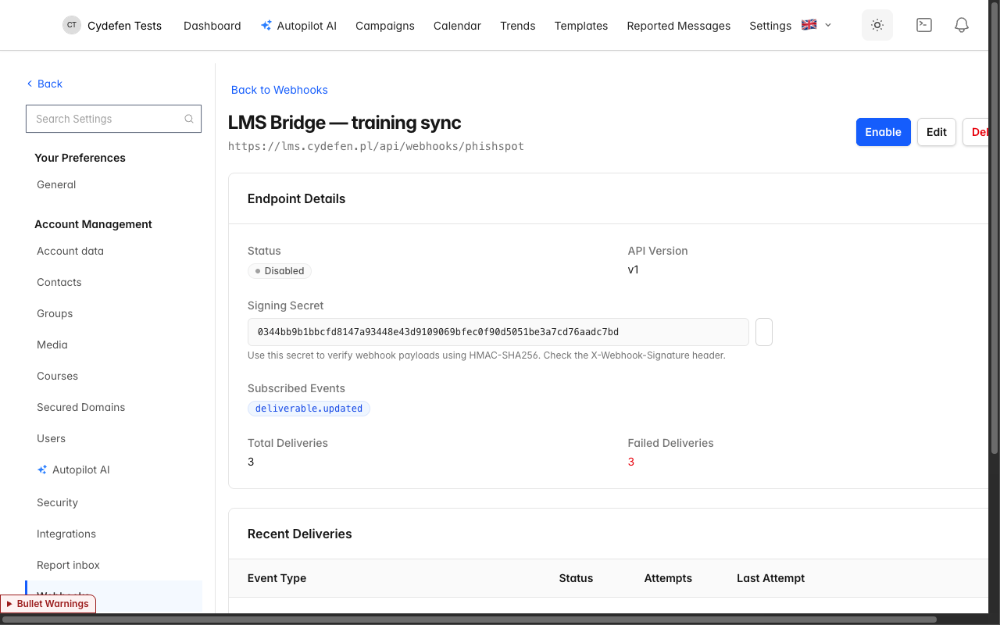 CT Cydefen Tests Dashboard Autopilot AI Campaigns Calendar Trends Templates Reported Messages Settings
Back
Search Settings
Your Preferences
General
Account Management
Account data
Contacts
Groups
Media
Courses
Secured Domains
Users
Autopilot AI
Security
Integrations
Report inbox
Webhooks
Bullet Warnings
Back to Webhooks
LMS Bridge — training sync
https://lms.cydefen.pl/api/webhooks/phishspot
Enable Edit Del
Endpoint Details
Status API Version
Disabled v1
Signing Secret
0344bb9b1bbcfd8147a93448e43d9109069bfec0f90d5051be3a7cd76aadc7bd
Use this secret to verify webhook payloads using HMAC-SHA256. Check the X-Webhook-Signature header.
Subscribed Events
deliverable.updated
Total Deliveries Failed Deliveries
3 3
Recent Deliveries
Event Type Status Attempts Last Attempt